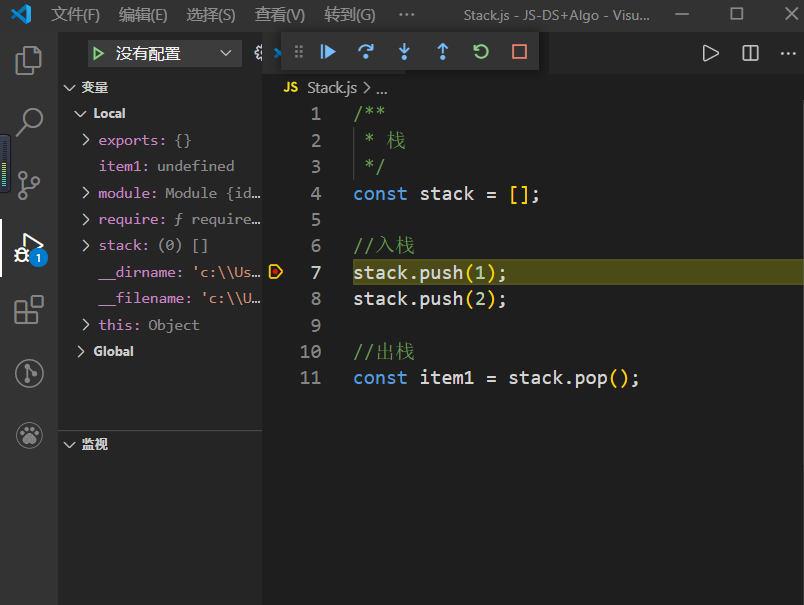 文件(F) 编辑(E) 选择(S) 查看(V) 转到(G) ··· Stack.js - JS-DS+Algo - Visu...
没有配置
JS Stack.js > ...
变量
Local
exports: {}
item1: undefined
module: Module {id…
require: ƒ require…
stack: (0) []
__dirname: 'c:\\Us…
__filename: 'c:\\U…
this: Object
Global
监视
1
1 /**
2 * 栈
3 */
4 const stack = [];
5
6 //入栈
7 stack.push(1);
8 stack.push(2);
9
10 //出栈
11 const item1 = stack.pop();